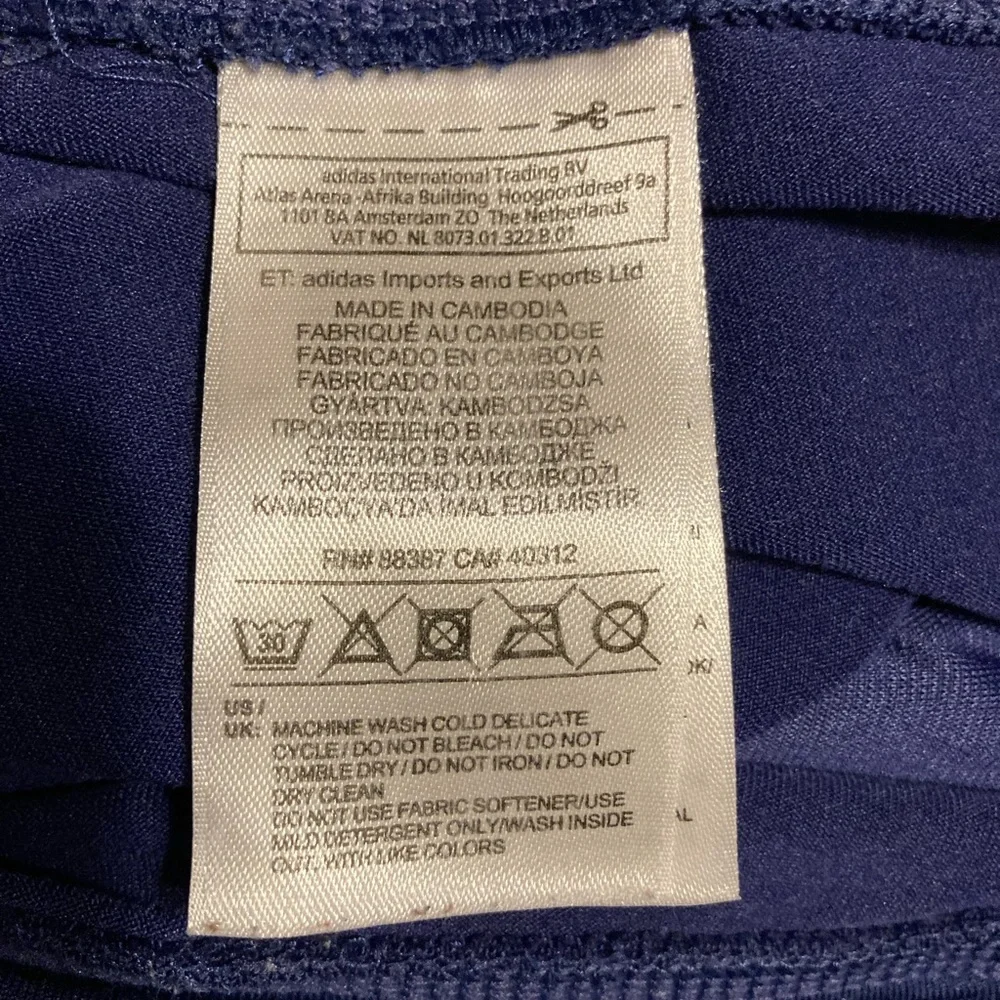 adidas International Trading BV
Atlas Arena -Afrika Building Hoogoorddreef 9a
1101 BA Amsterdam ZO The Netherlands
VAT NO. NL 8073.01.322.B.01
ET: adidas Imports and Exports Ltd
MADE IN CAMBODIA
FABRIQUÉ AU CAMBODGE
FABRICADO EN CAMBOYA
FABRICADO NO CAMBOJA
GYÁRTVA: KAMBODZSA
ПРОИЗВЕДЕНО В КАМБОДЖА
СДЕЛАНО В КАМБОДЖЕ
PROIZVEDENO U KOMBODŽI
KAMBOÇYA'DA İMAL EDİLMİSTİR
RN# 88387 CA# 40312
30
US /
UK: MACHINE WASH COLD DELICATE
CYCLE / DO NOT BLEACH / DO NOT
TUMBLE DRY / DO NOT IRON / DO NOT
DRY CLEAN
DO NOT USE FABRIC SOFTENER/USE
MILD DETERGENT ONLY/WASH INSIDE
OUT. WITH LIKE COLORS
A
AL